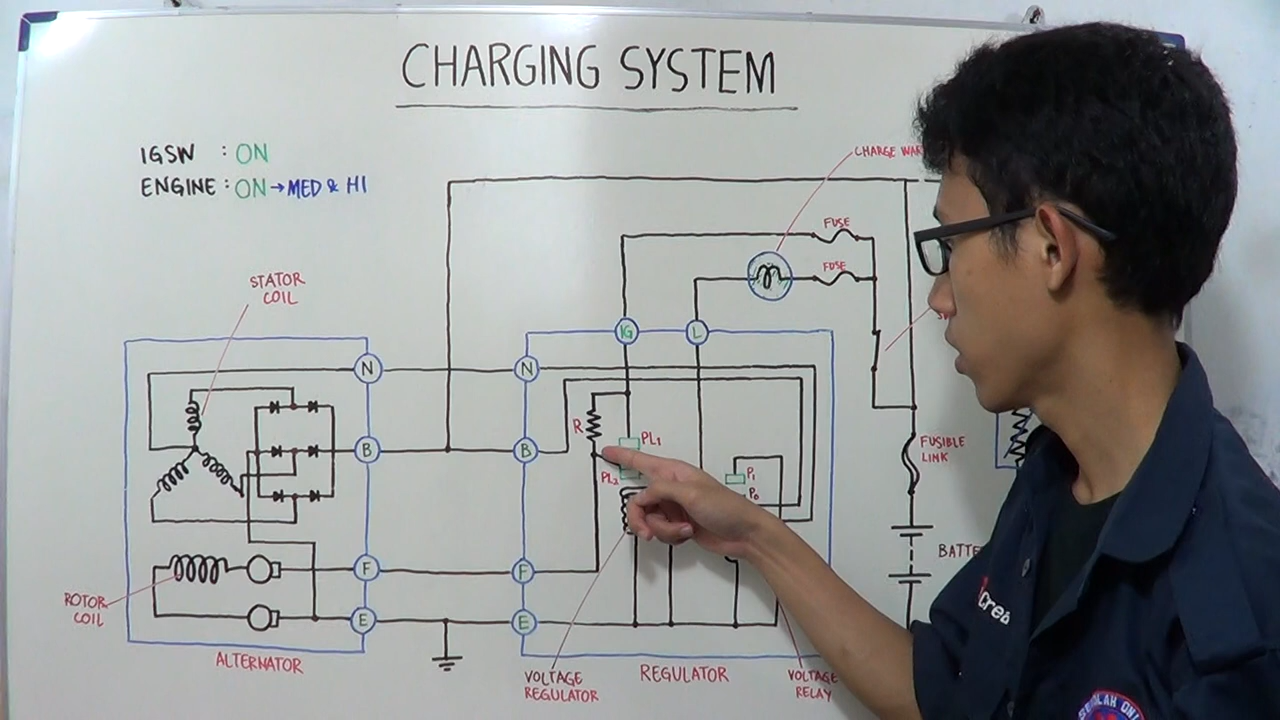 CHARGING SYSTEM
IGSW : ON
ENGINE : ON → MED & HI
CHARGE
FUSE
FUSE
STATOR
COIL
IG
L
N
N
R
PL1
B
B
FUSIBLE
LINK
PL2
P1
P0
F
F
ROTOR
COIL
E
E
ALTERNATOR
VOLTAGE
REGULATOR
REGULATOR
VOLTAGE
RELAY